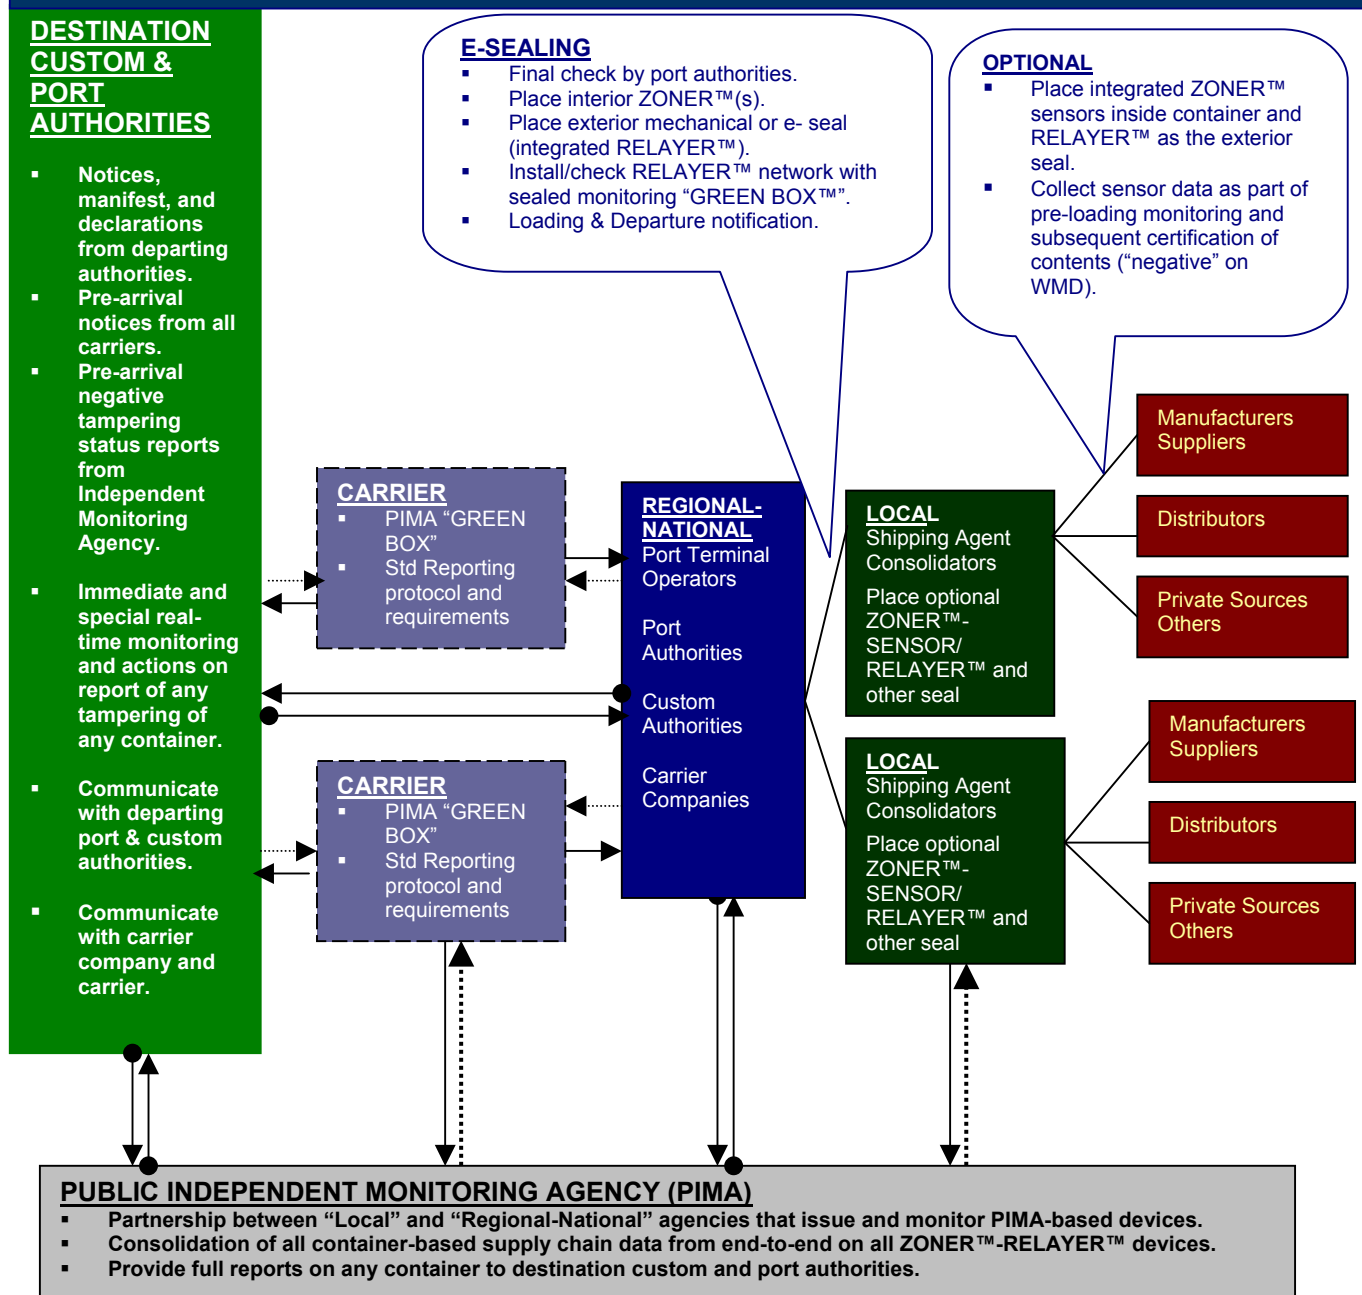 DESTINATION
CUSTOM &
PORT
AUTHORITIES
▪ Notices,
manifest, and
declarations
from departing
authorities.
▪ Pre-arrival
notices from all
carriers.
▪ Pre-arrival
negative
tampering
status reports
from
Independent
Monitoring
Agency.
▪ Immediate and
special real-
time monitoring
and actions on
report of any
tampering of
any container.
▪ Communicate
with departing
port & custom
authorities.
▪ Communicate
with carrier
company and
carrier.
E-SEALING
▪ Final check by port authorities.
▪ Place interior ZONER™(s).
▪ Place exterior mechanical or e- seal
(integrated RELAYER™).
▪ Install/check RELAYER™ network with
sealed monitoring “GREEN BOX™”.
▪ Loading & Departure notification.
OPTIONAL
▪ Place integrated ZONER™
sensors inside container and
RELAYER™ as the exterior
seal.
▪ Collect sensor data as part of
pre-loading monitoring and
subsequent certification of
contents (“negative” on
WMD).
CARRIER
▪ PIMA “GREEN
BOX”
▪ Std Reporting
protocol and
requirements
CARRIER
▪ PIMA “GREEN
BOX”
▪ Std Reporting
protocol and
requirements
REGIONAL-
NATIONAL
Port Terminal
Operators
Port
Authorities
Custom
Authorities
Carrier
Companies
LOCAL
Shipping Agent
Consolidators
Place optional
ZONER™-
SENSOR/
RELAYER™ and
other seal
LOCAL
Shipping Agent
Consolidators
Place optional
ZONER™-
SENSOR/
RELAYER™ and
other seal
Manufacturers
Suppliers
Distributors
Private Sources
Others
Manufacturers
Suppliers
Distributors
Private Sources
Others
PUBLIC INDEPENDENT MONITORING AGENCY (PIMA)
▪ Partnership between “Local” and “Regional-National” agencies that issue and monitor PIMA-based devices.
▪ Consolidation of all container-based supply chain data from end-to-end on all ZONER™-RELAYER™ devices.
▪ Provide full reports on any container to destination custom and port authorities.